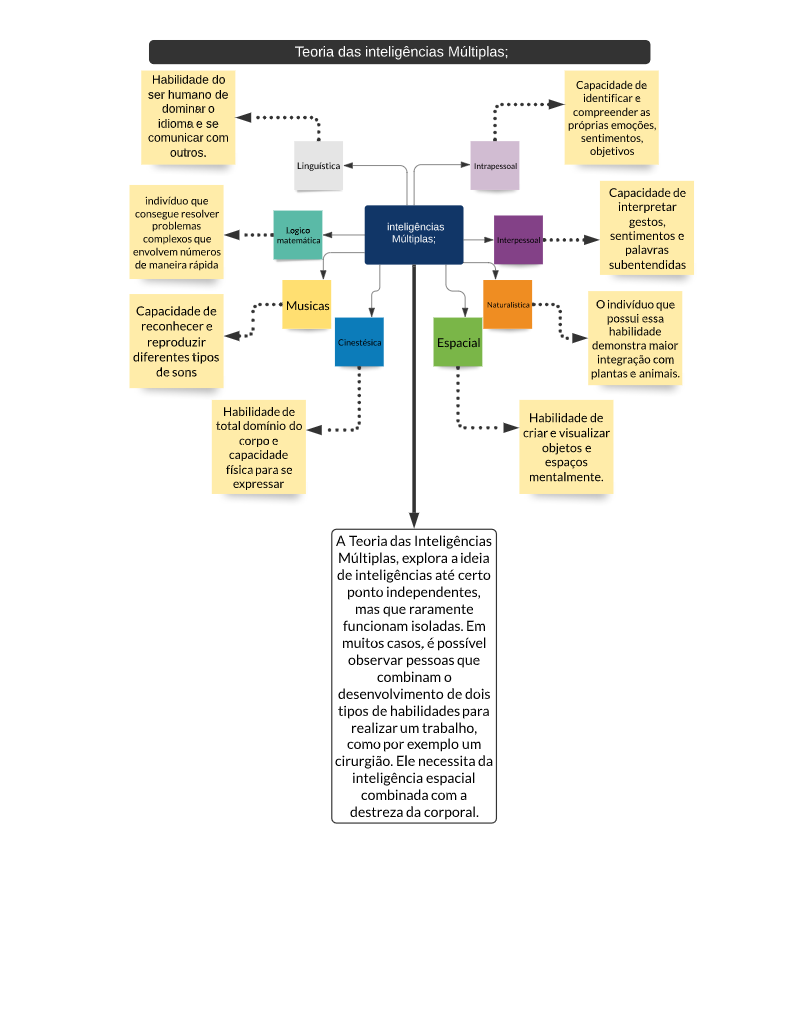 Teoria das inteligências Múltiplas;
Habilidade do
ser humano de
dominar o
idioma e se
comunicar com
outros.
Capacidade de
identificar e
compreender as
próprias emoções,
sentimentos,
objetivos
Linguística
Intrapessoal
indivíduo que
consegue resolver
problemas
complexos que
envolvem números
de maneira rápida
Logico
matemática
inteligências
Múltiplas;
Interpessoal
Capacidade de
interpretar
gestos,
sentimentos e
palavras
subentendidas
Capacidade de
reconhecer e
reproduzir
diferentes tipos
de sons
Musicas
Cinestésica
Espacial
Naturalística
O indivíduo que
possui essa
habilidade
demonstra maior
integração com
plantas e animais.
Habilidade de
total domínio do
corpo e
capacidade
física para se
expressar
Habilidade de
criar e visualizar
objetos e
espaços
mentalmente.
A Teoria das Inteligências
Múltiplas, explora a ideia
de inteligências até certo
ponto independentes,
mas que raramente
funcionam isoladas. Em
muitos casos, é possível
observar pessoas que
combinam o
desenvolvimento de dois
tipos de habilidades para
realizar um trabalho,
como por exemplo um
cirurgião. Ele necessita da
inteligência espacial
combinada com a
destreza da corporal.